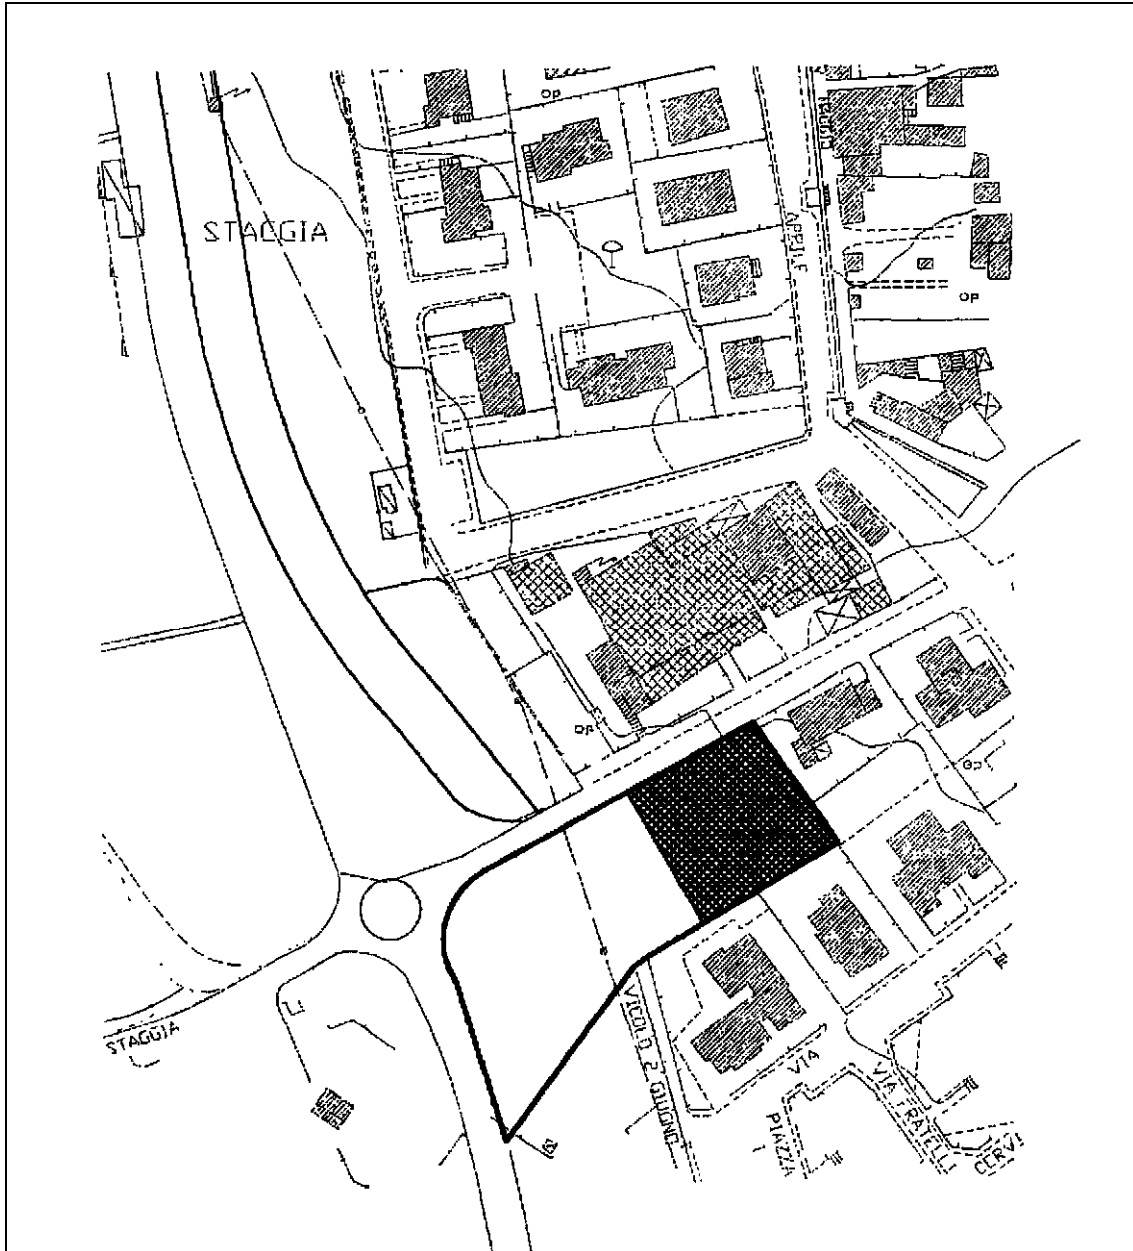 Op
STAGGIA
APRILE
Op
Op
Op
STAGGIA
VICOLO 2 GIUGNO
VIA
PIAZZA
VIA FRATELLI
CERVI